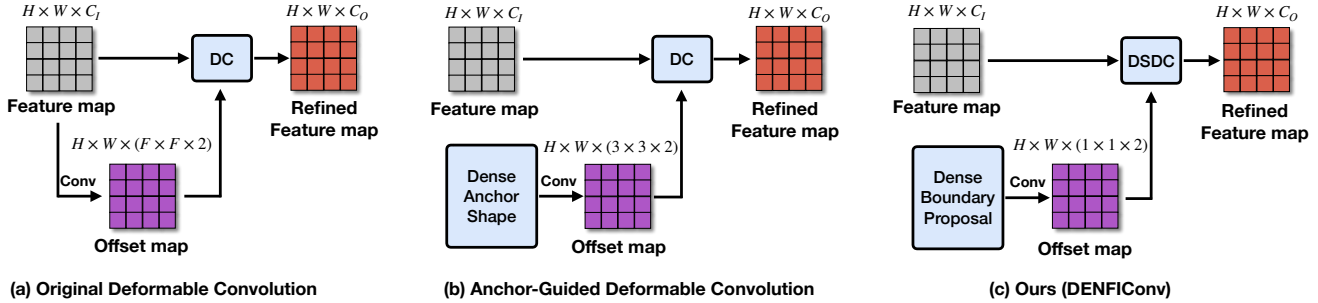 H × W × C_I
H × W × C_O
DC
Feature map
Refined
Feature map
H × W × (F × F × 2)
Conv
Offset map
(a) Original Deformable Convolution
H × W × C_I
H × W × C_O
DC
Feature map
Refined
Feature map
H × W × (3 × 3 × 2)
Dense
Anchor
Shape
Conv
Offset map
(b) Anchor-Guided Deformable Convolution
H × W × C_I
H × W × C_O
DSDC
Feature map
Refined
Feature map
H × W × (1 × 1 × 2)
Dense
Boundary
Proposal
Conv
Offset map
(c) Ours (DENFIConv)